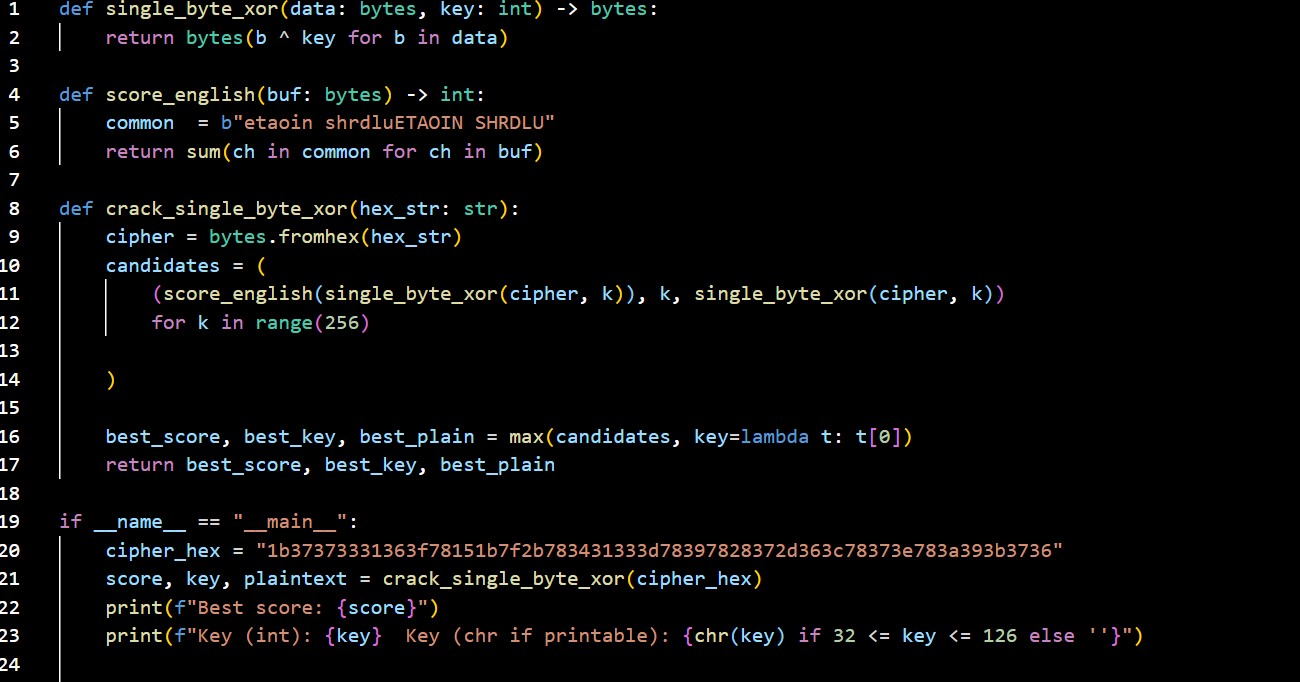 1 def single_byte_xor(data: bytes, key: int) -> bytes:
2     return bytes(b ^ key for b in data)
3
4 def score_english(buf: bytes) -> int:
5     common  = b"etaoin shrdluETAOIN SHRDLU"
6     return sum(ch in common for ch in buf)
7
8 def crack_single_byte_xor(hex_str: str):
9     cipher = bytes.fromhex(hex_str)
10     candidates = (
11         (score_english(single_byte_xor(cipher, k)), k, single_byte_xor(cipher, k))
12         for k in range(256)
13
14     )
15
16     best_score, best_key, best_plain = max(candidates, key=lambda t: t[0])
17     return best_score, best_key, best_plain
18
19 if __name__ == "__main__":
20     cipher_hex = "1b37373331363f78151b7f2b783431333d78397828372d363c78373e783a393b3736"
21     score, key, plaintext = crack_single_byte_xor(cipher_hex)
22     print(f"Best score: {score}")
23     print(f"Key (int): {key}  Key (chr if printable): {chr(key) if 32 <= key <= 126 else ''}")
24